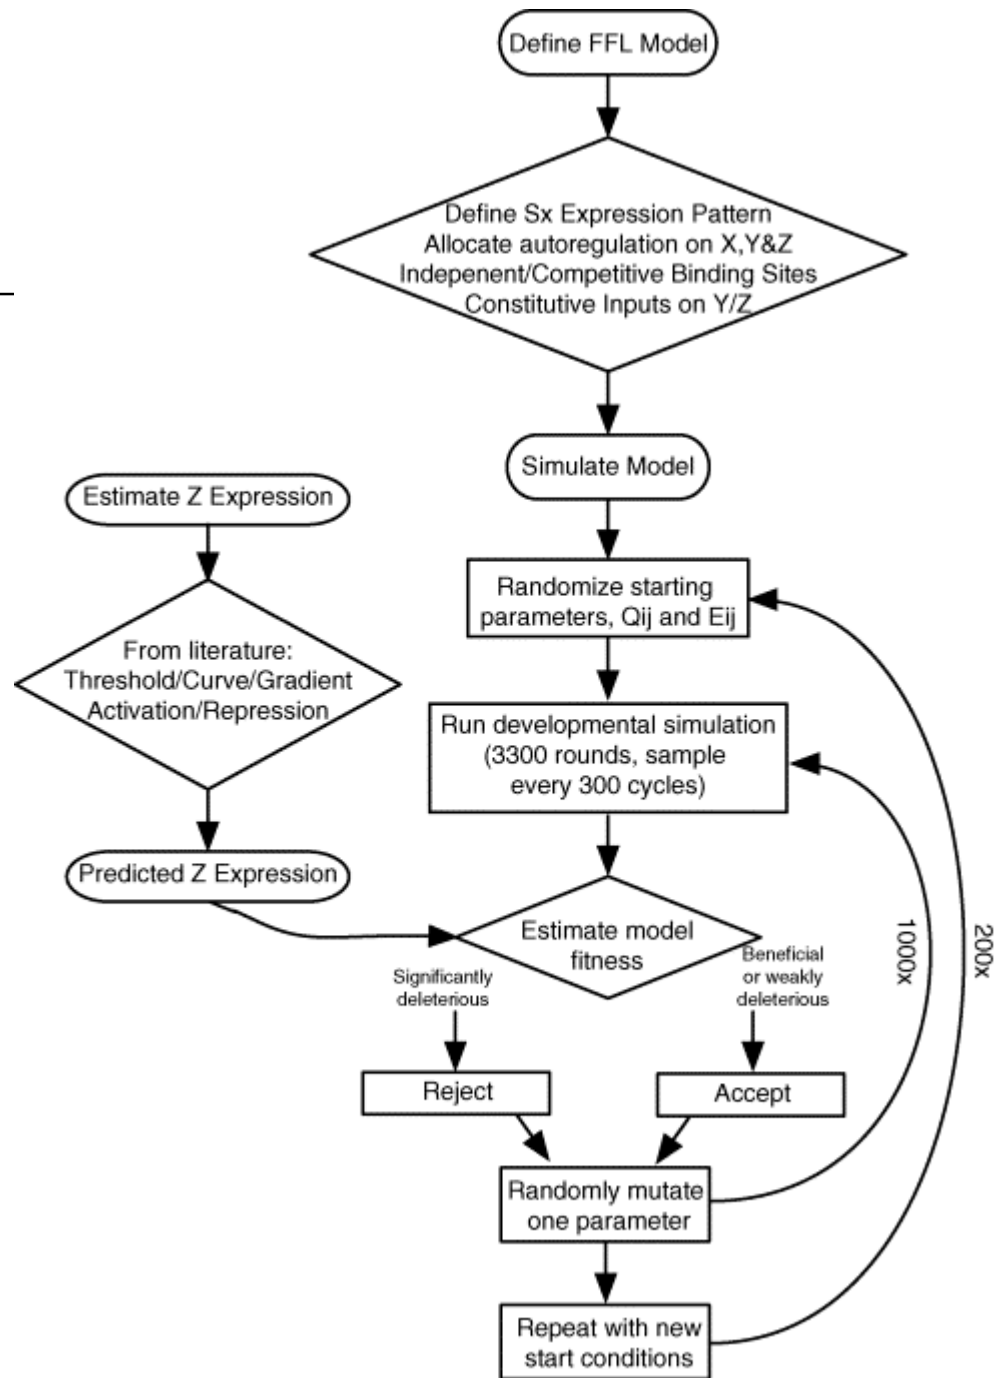 Define FFL Model
Define Sx Expression Pattern
Allocate autoregulation on X,Y&Z
Indepenent/Competitive Binding Sites
Constitutive Inputs on Y/Z
Simulate Model
Estimate Z Expression
Randomize starting
parameters, Qij and Eij
From literature:
Threshold/Curve/Gradient
Activation/Repression
Run developmental simulation
(3300 rounds, sample
every 300 cycles)
Predicted Z Expression
Estimate model
fitness
Significantly
deleterious
Beneficial
or weakly
deleterious
1000x
200x
Reject
Accept
Randomly mutate
one parameter
Repeat with new
start conditions